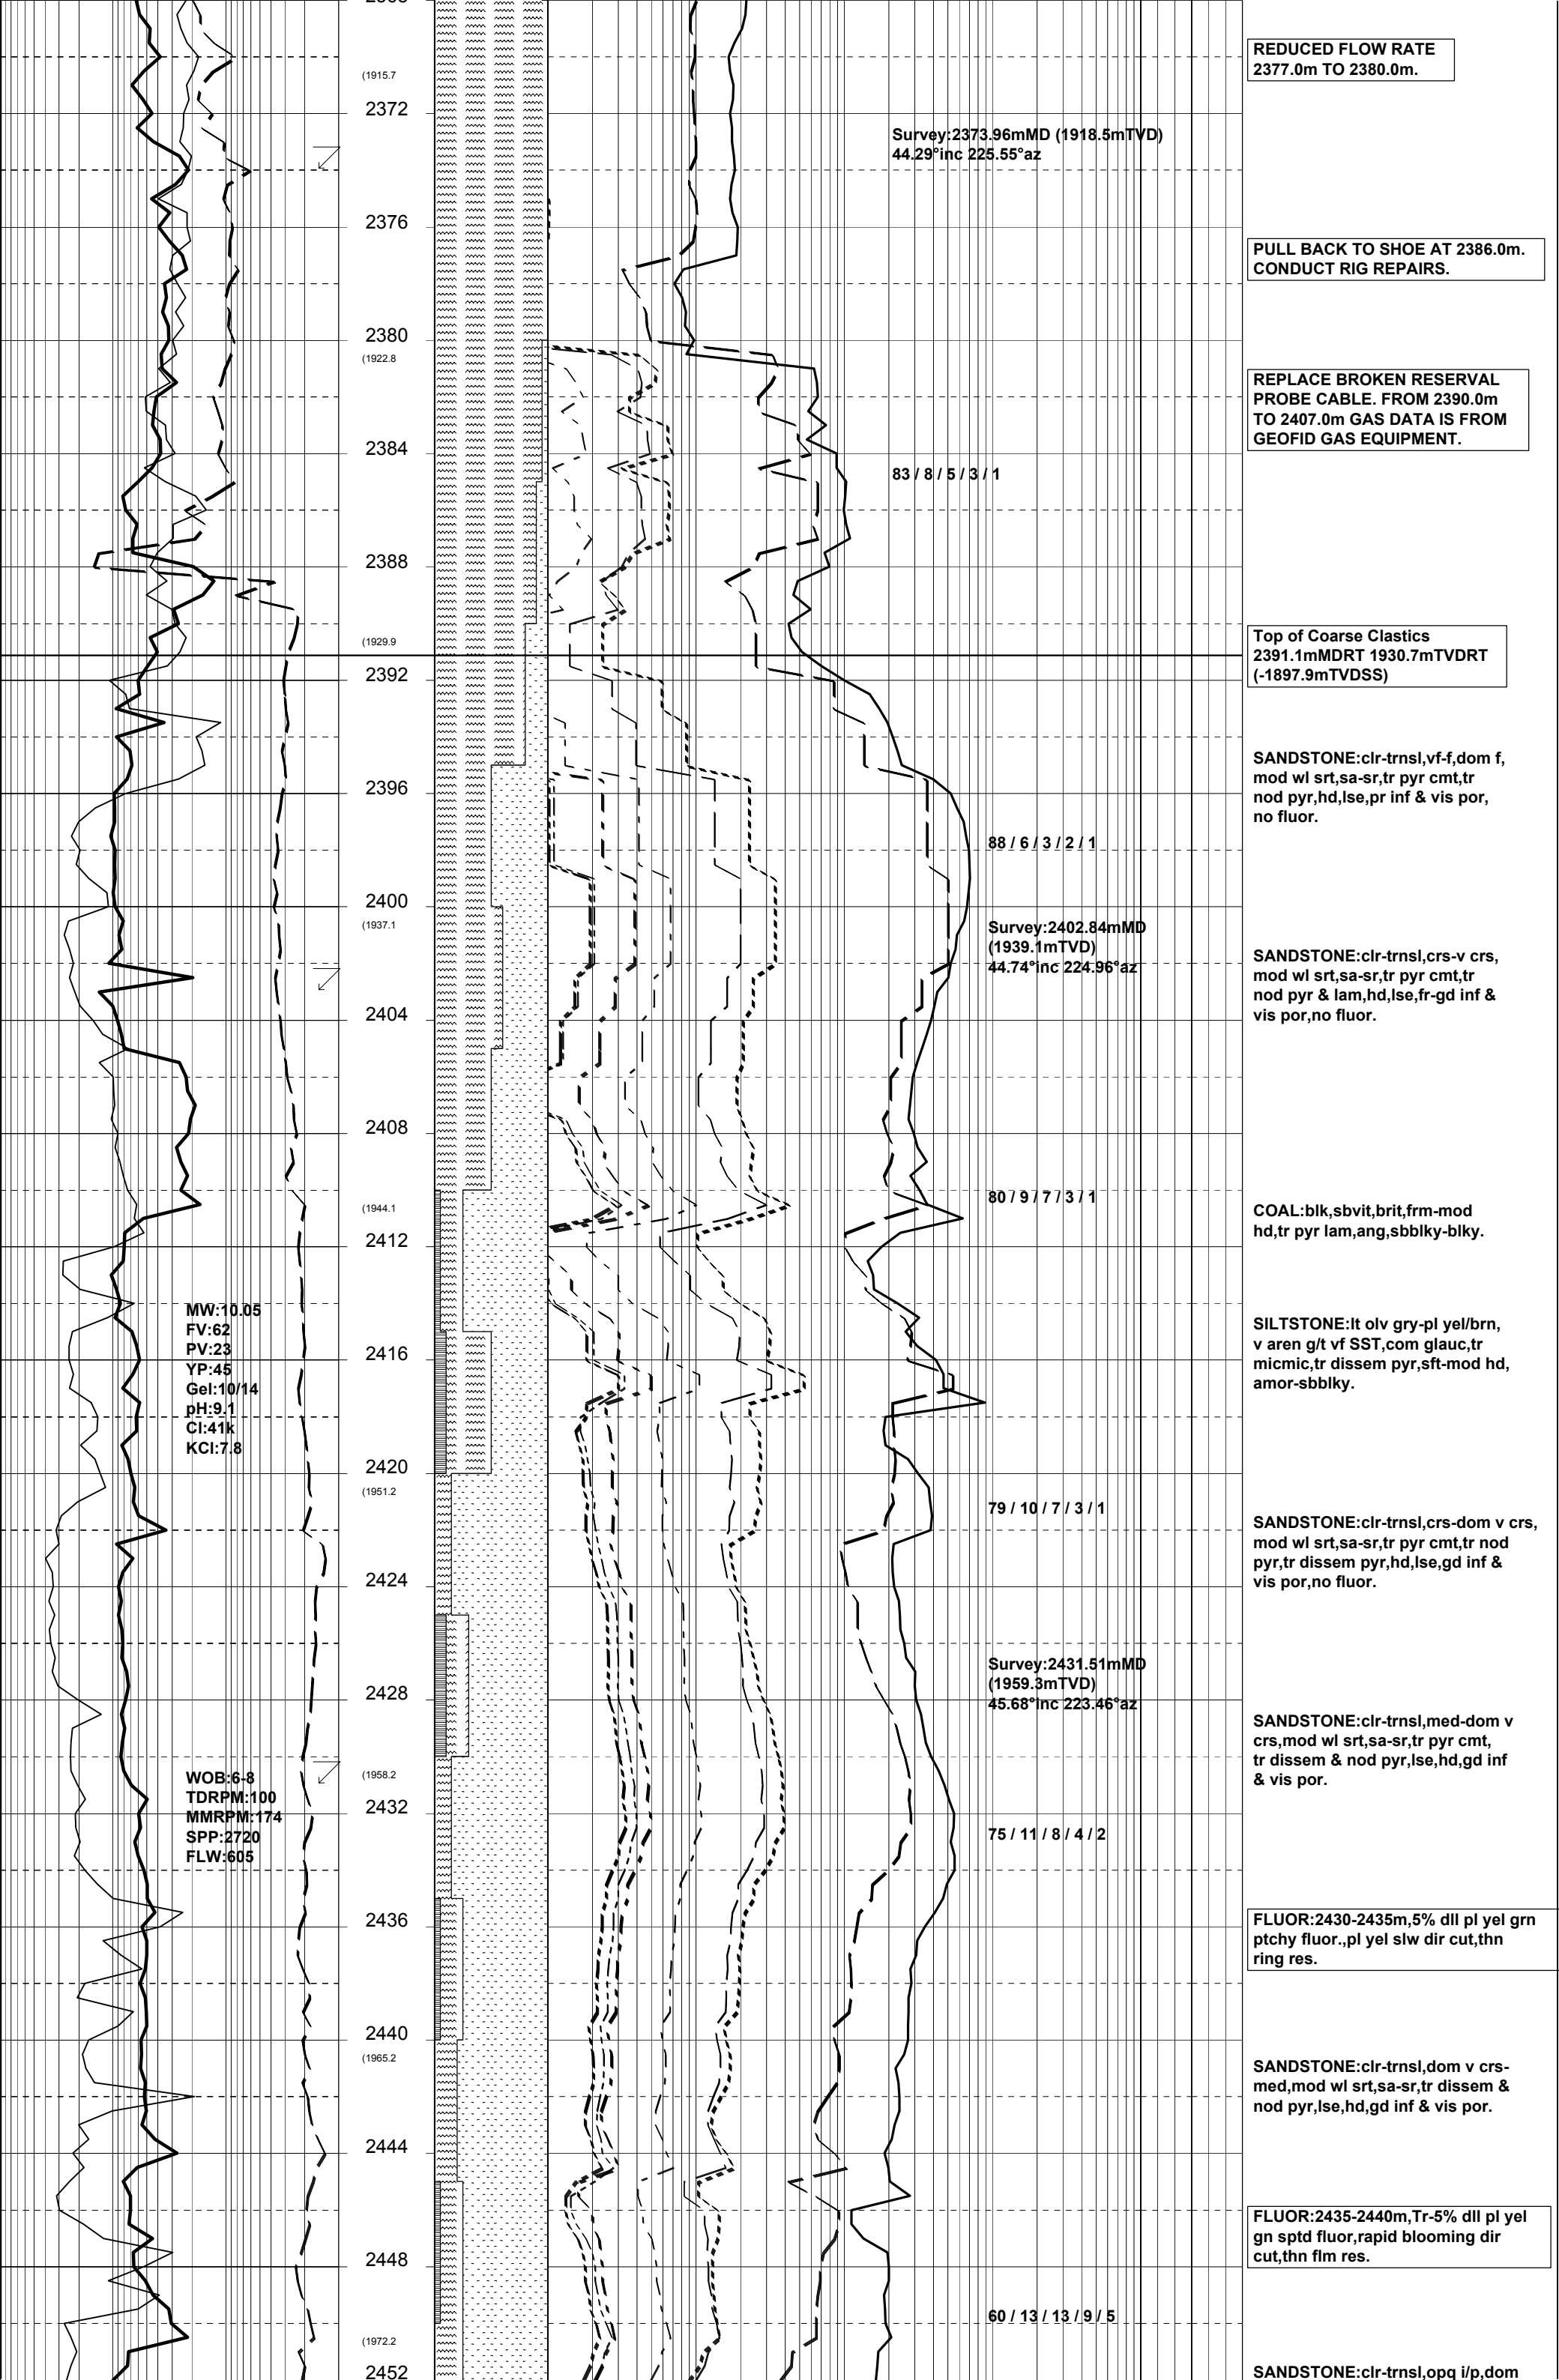 REDUCED FLOW RATE
2377.0m TO 2380.0m.
(1915.7
2372
Survey:2373.96mMD (1918.5mTVD)
44.29°inc 225.55°az
2376
PULL BACK TO SHOE AT 2386.0m.
CONDUCT RIG REPAIRS.
2380
(1922.8
REPLACE BROKEN RESERVAL
PROBE CABLE. FROM 2390.0m
TO 2407.0m GAS DATA IS FROM
GEOFID GAS EQUIPMENT.
2384
83 / 8 / 5 / 3 / 1
2388
(1929.9
Top of Coarse Clastics
2391.1mMDRT 1930.7mTVDRT
(-1897.9mTVDSS)
2392
SANDSTONE:clr-trnsl,vf-f,dom f,
mod wl srt,sa-sr,tr pyr cmt,tr
nod pyr,hd,lse,pr inf & vis por,
no fluor.
2396
88 / 6 / 3 / 2 / 1
2400
(1937.1
Survey:2402.84mMD
(1939.1mTVD)
44.74°inc 224.96°az
SANDSTONE:clr-trnsl,crs-v crs,
mod wl srt,sa-sr,tr pyr cmt,tr
nod pyr & lam,hd,lse,fr-gd inf &
vis por,no fluor.
2404
2408
80 / 9 / 7 / 3 / 1
(1944.1
COAL:blk,sbvit,brit,frm-mod
hd,tr pyr lam,ang,sbblky-blky.
2412
MW:10.05
FV:62
PV:23
YP:45
Gel:10/14
pH:9.1
Cl:41k
KCl:7.8
SILTSTONE:lt olv gry-pl yel/brn,
v aren g/t vf SST,com glauc,tr
micmic,tr dissem pyr,sft-mod hd,
amor-sbblky.
2416
2420
(1951.2
79 / 10 / 7 / 3 / 1
SANDSTONE:clr-trnsl,crs-dom v crs,
mod wl srt,sa-sr,tr pyr cmt,tr nod
pyr,tr dissem pyr,hd,lse,gd inf &
vis por,no fluor.
2424
Survey:2431.51mMD
(1959.3mTVD)
45.68°inc 223.46°az
2428
SANDSTONE:clr-trnsl,med-dom v
crs,mod wl srt,sa-sr,tr pyr cmt,
tr dissem & nod pyr,lse,hd,gd inf
& vis por.
(1958.2
WOB:6-8
TDRPM:100
MMRPM:174
SPP:2720
FLW:605
2432
75 / 11 / 8 / 4 / 2
2436
FLUOR:2430-2435m,5% dll pl yel grn
ptchy fluor.,pl yel slw dir cut,thn
ring res.
2440
(1965.2
SANDSTONE:clr-trnsl,dom v crs-
med,mod wl srt,sa-sr,tr dissem &
nod pyr,lse,hd,gd inf & vis por.
2444
FLUOR:2435-2440m,Tr-5% dll pl yel
gn sptd fluor,rapid blooming dir
cut,thn flm res.
2448
60 / 13 / 13 / 9 / 5
(1972.2
2452
SANDSTONE:clr-trnsl,opq i/p,dom